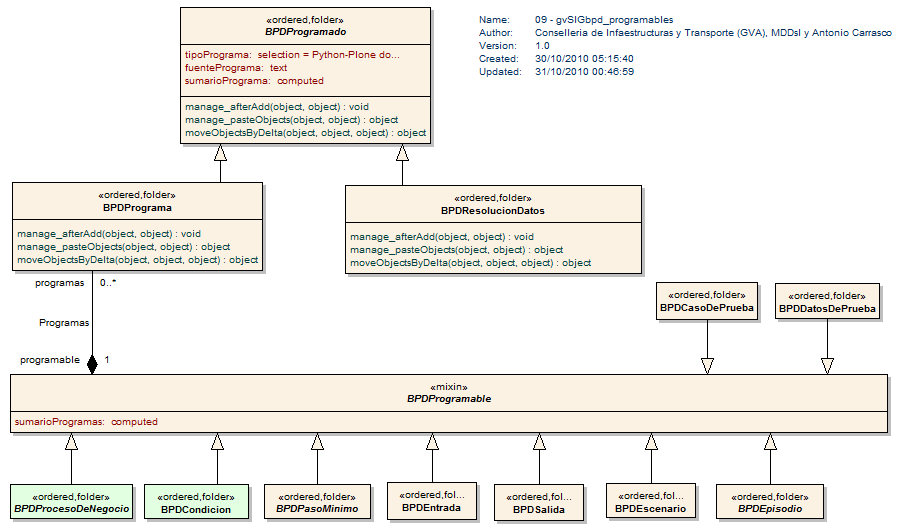 «ordered,folder»
BPDProgramado
tipoPrograma: selection = Python-Plone do...
fuentePrograma: text
sumarioPrograma: computed
manage_afterAdd(object, object) : void
manage_pasteObjects(object, object) : object
moveObjectsByDelta(object, object, object) : object
Name: 09 - gvSIGbpd_programables
Author: Conselleria de Infaestructuras y Transporte (GVA), MDDsl y Antonio Carrasco
Version: 1.0
Created: 30/10/2010 05:15:40
Updated: 31/10/2010 00:46:59
«ordered,folder»
BPDPrograma
manage_afterAdd(object, object) : void
manage_pasteObjects(object, object) : object
moveObjectsByDelta(object, object, object) : object
«ordered,folder»
BPDResolucionDatos
manage_afterAdd(object, object) : void
manage_pasteObjects(object, object) : object
moveObjectsByDelta(object, object, object) : object
programas 0..*
Programas
programable 1
«ordered,folder»
BPDCasoDePrueba
«ordered,folder»
BPDDatosDePrueba
«mixin»
BPDProgramable
sumarioProgramas: computed
«ordered,folder»
BPDProcesoDeNegocio
«ordered,folder»
BPDCondicion
«ordered,folder»
BPDPasoMinimo
«ordered,fol...
BPDEntrada
«ordered,fol...
BPDSalida
«ordered,folder»
BPDEscenario
«ordered,folder»
BPDEpisodio